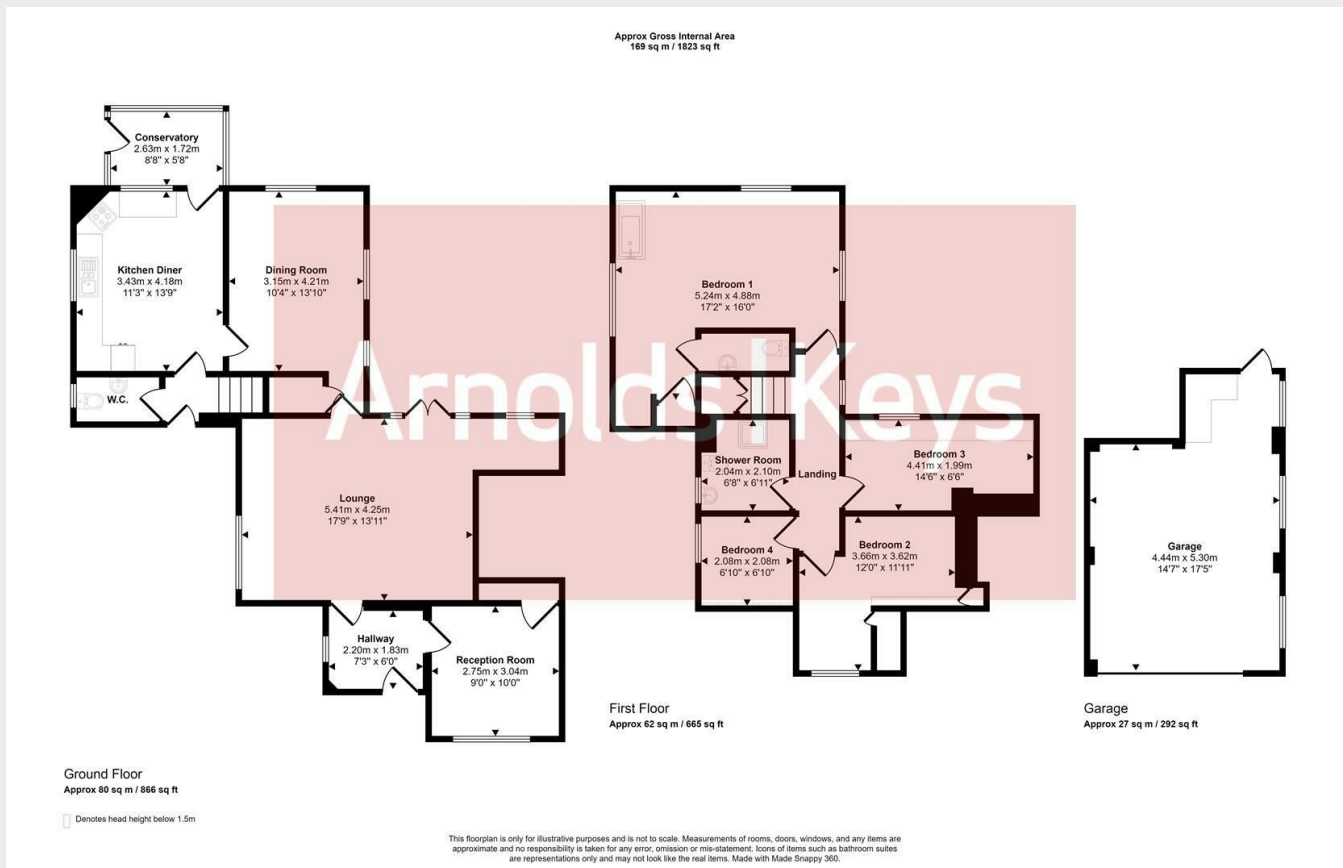 Approx Gross Internal Area
169 sq m / 1823 sq ft
Conservatory
2.63m x 1.72m
8'8" x 5'8"
Kitchen Diner
3.43m x 4.18m
11'3" x 13'9"
Dining Room
3.15m x 4.21m
10'4" x 13'10"
W.C.
Lounge
5.41m x 4.25m
17'9" x 13'11"
Hallway
2.20m x 1.83m
7'3" x 6'0"
Reception Room
2.75m x 3.04m
9'0" x 10'0"
Ground Floor
Approx 80 sq m / 866 sq ft
Denotes head height below 1.5m
Arnolds Keys
Bedroom 1
5.24m x 4.88m
17'2" x 16'0"
Shower Room
2.04m x 2.10m
6'8" x 6'11"
Landing
Bedroom 3
4.41m x 1.99m
14'6" x 6'6"
Bedroom 4
2.08m x 2.08m
6'10" x 6'10"
Bedroom 2
3.66m x 3.62m
12'0" x 11'11"
First Floor
Approx 62 sq m / 665 sq ft
Garage
4.44m x 5.30m
14'7" x 17'5"
Garage
Approx 27 sq m / 292 sq ft
This floorplan is only for illustrative purposes and is not to scale. Measurements of rooms, doors, windows, and any items are
approximate and no responsibility is taken for any error, omission or mis-statement. Icons of items such as bathroom suites
are representations only and may not look like the real items. Made with Made Snappy 360.